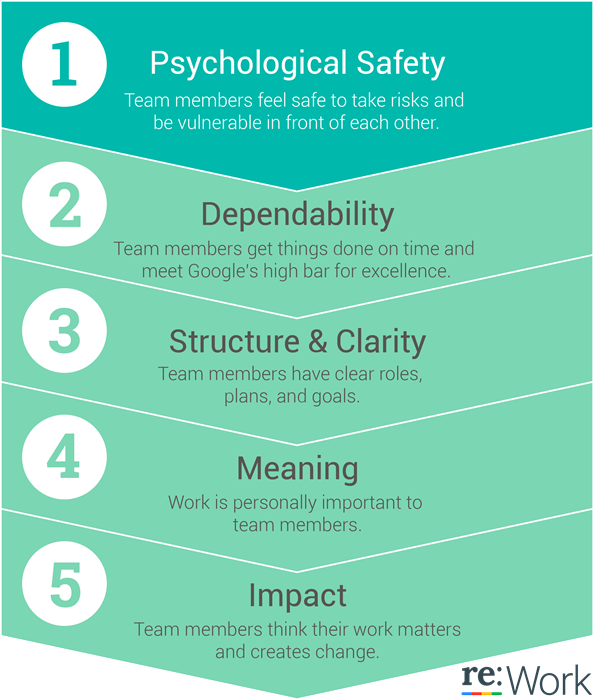 1
Psychological Safety
Team members feel safe to take risks and
be vulnerable in front of each other.
2
Dependability
Team members get things done on time and
meet Google's high bar for excellence.
3
Structure & Clarity
Team members have clear roles,
plans, and goals.
4
Meaning
Work is personally important to
team members.
5
Impact
Team members think their work matters
and creates change.
re:Work